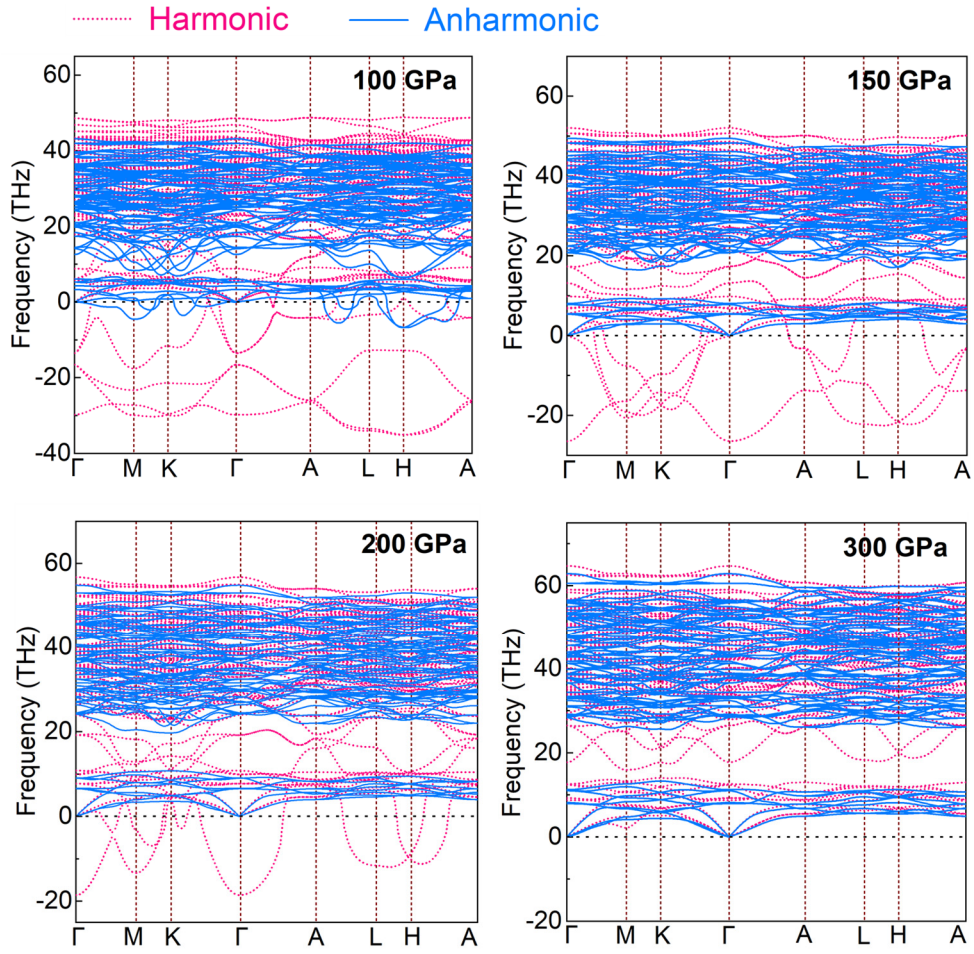 Harmonic Anharmonic
100 GPa
Frequency (THz)
60
40
20
0
-20
-40
Γ M K Γ A L H A
150 GPa
Frequency (THz)
60
40
20
0
-20
Γ M K Γ A L H A
200 GPa
Frequency (THz)
60
40
20
0
-20
Γ M K Γ A L H A
300 GPa
Frequency (THz)
60
40
20
0
-20
Γ M K Γ A L H A